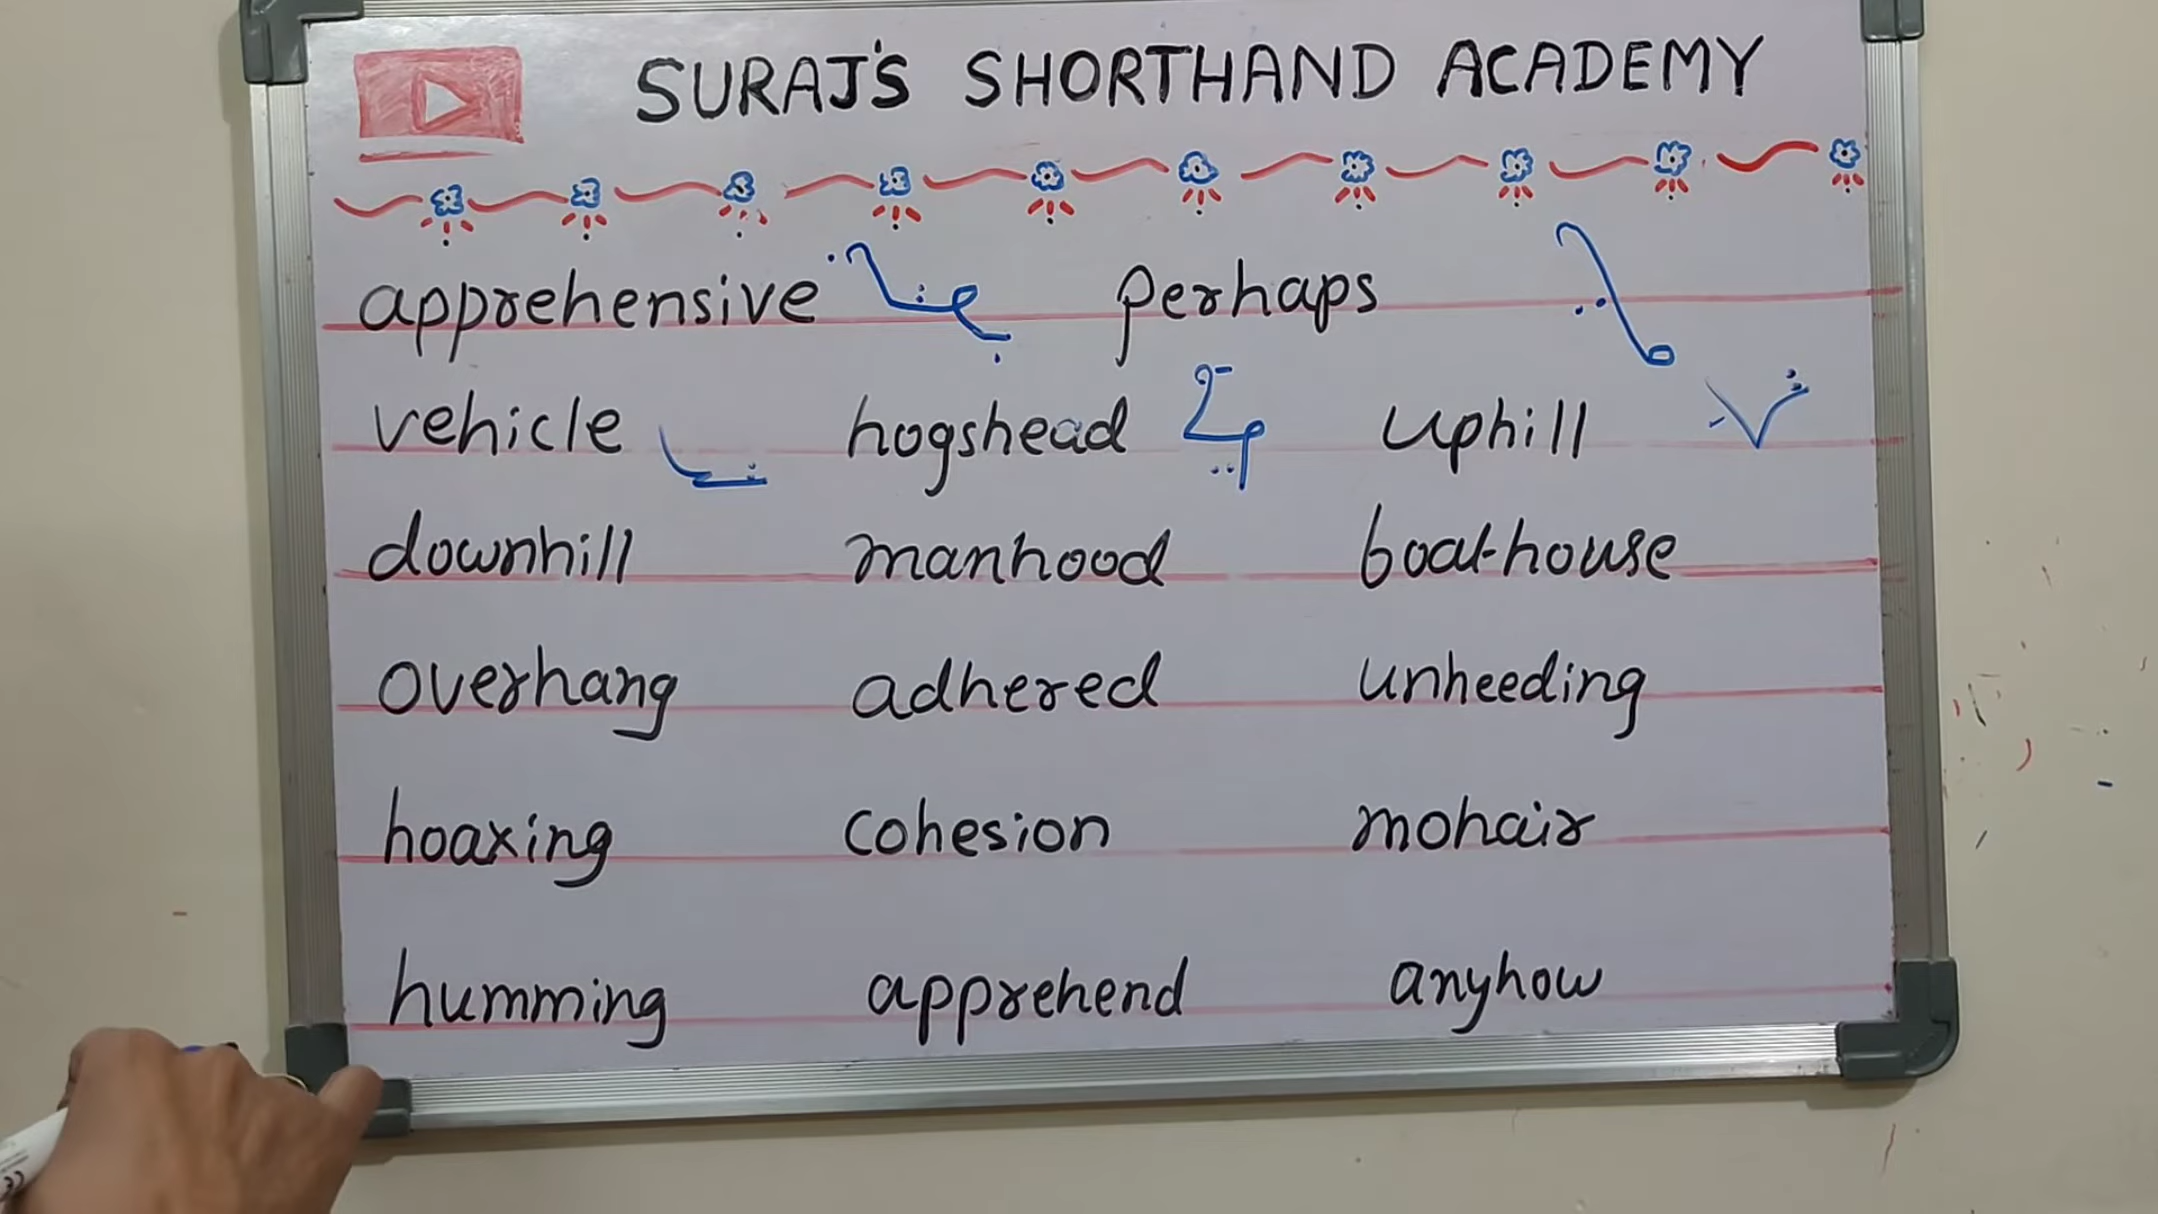 SURAJ'S SHORTHAND ACADEMY
apprehensive perhaps
vehicle hogshead uphill
downhill manhood boat-house
overhang adhered unheeding
hoaxing cohesion mohair
humming apprehend anyhow